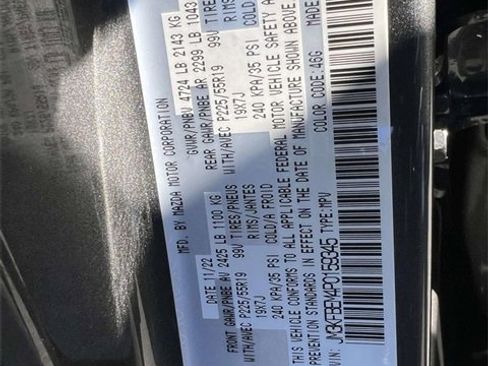 MFD. BY MAZDA MOTOR CORPORATION
11/22 GVWR/PNBV 4724 LB 2143 KG
FRONT GAWR/PNBE AV 2425 LB 1100 KG REAR GAWR/PNBE AR 2299 LB 1043
WITH/AVEC P225/55R19 99V TIRES/PNEUS WITH/AVEC P225/55R19 99V TIRES
19X7J RIMS/JANTES 19X7J RIMS
240 KPA/35 PSI COLD/A FROID 240 KPA/35 PSI COLD
THIS VEHICLE CONFORMS TO ALL APPLICABLE FEDERAL MOTOR VEHICLE SAFETY
STANDARDS IN EFFECT ON THE DATE OF MANUFACTURE SHOWN ABOVE.
JM3KFBEM4P0159345 COLOR CODE:46G
TYPE:MPV